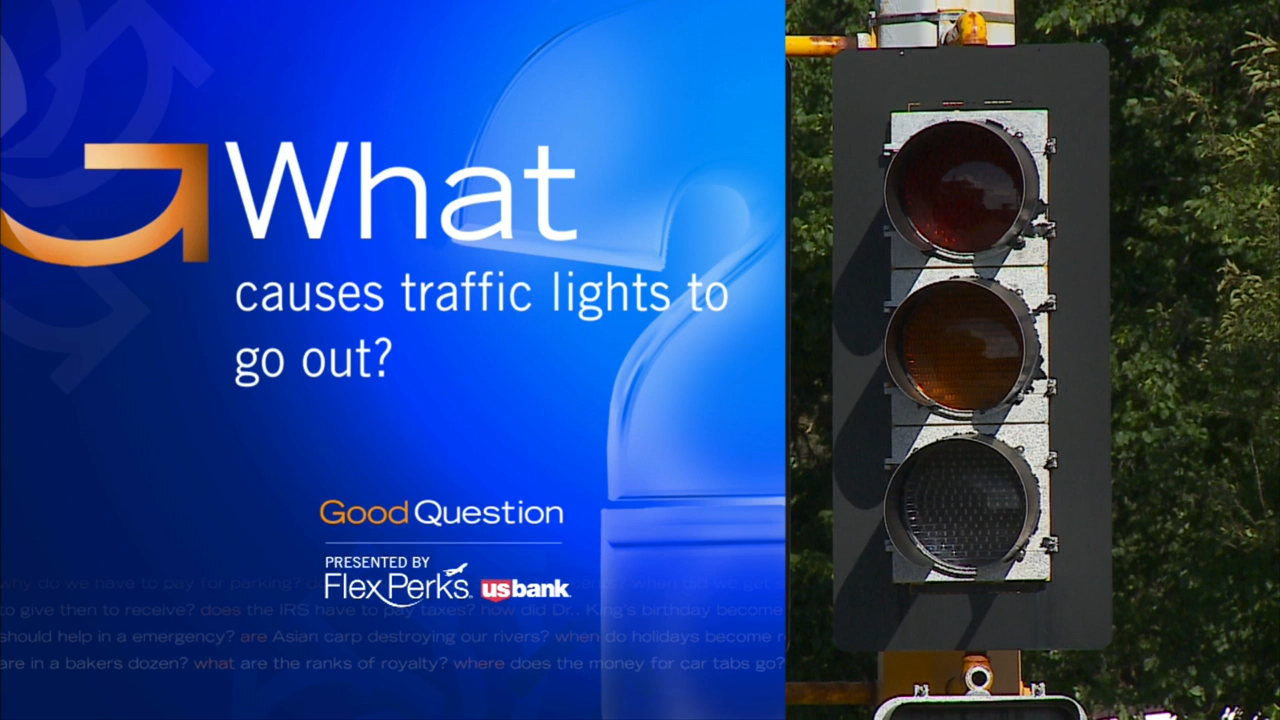 What
causes traffic lights to
go out?
Good Question
PRESENTED BY
FlexPerks usbank
why do we have to pay for parking?
to give then to receive? does the IRS have to pay taxes? how did Dr.. King's birthday become
should help in a emergency? are Asian carp destroying our rivers? when do holidays become
are in a bakers dozen? what are the ranks of royalty? where does the money for car tabs go?